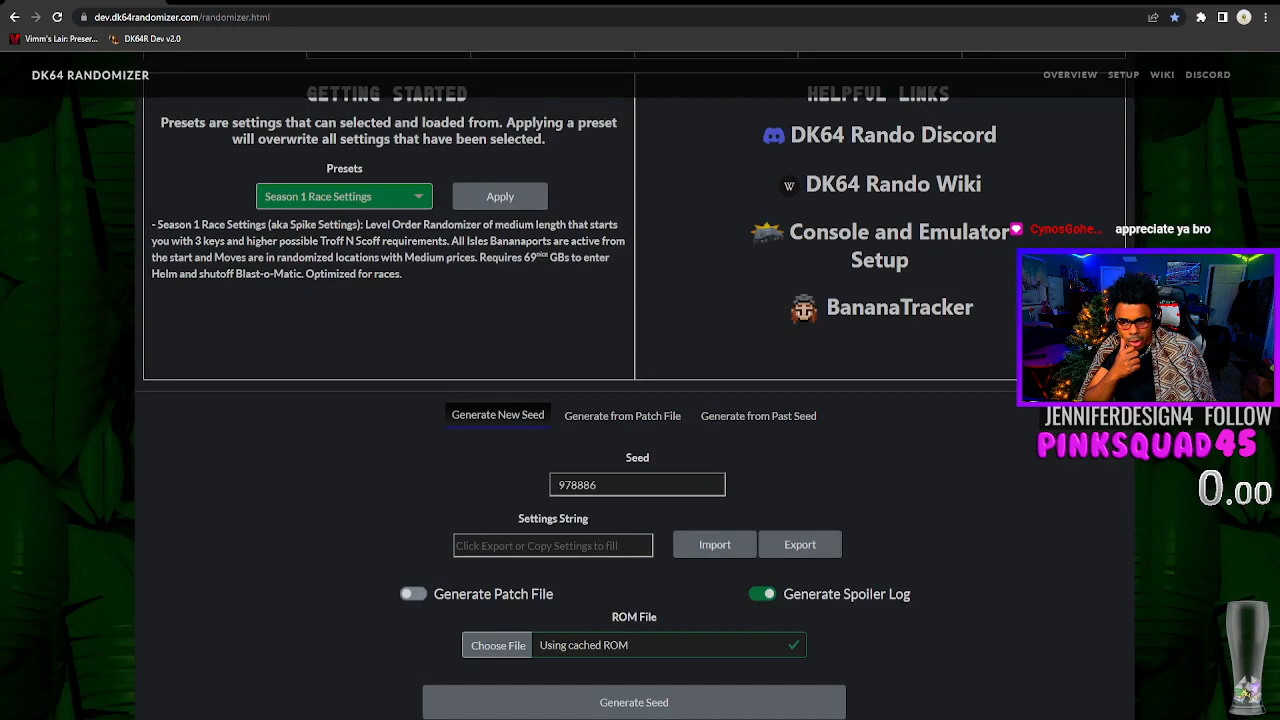 dev.dk64randomizer.com/randomizer.html
Vimm's Lair: Preser...
DK64R Dev v2.0
DK64 RANDOMIZER
OVERVIEW SETUP WIKI DISCORD
GETTING STARTED
Presets are settings that can selected and loaded from. Applying a preset
will overwrite all settings that have been selected.
Presets
Season 1 Race Settings
Apply
- Season 1 Race Settings (aka Spike Settings): Level Order Randomizer of medium length that starts
you with 3 keys and higher possible Troff N Scoff requirements. All Isles Bananaports are active from
the start and Moves are in randomized locations with Medium prices. Requires 69nice GBs to enter
Helm and shutoff Blast-o-Matic. Optimized for races.
HELPFUL LINKS
DK64 Rando Discord
W
DK64 Rando Wiki
Console and Emulator
Setup
BananaTracker
CynosGohe... appreciate ya bro
JENNIFERDESIGN4 FOLLOW
PINKSQUAD45
0.00
Generate New Seed
Generate from Patch File
Generate from Past Seed
Seed
978886
Settings String
Click Export or Copy Settings to fill
Import
Export
Generate Patch File
Generate Spoiler Log
ROM File
Choose File
Using cached ROM
Generate Seed